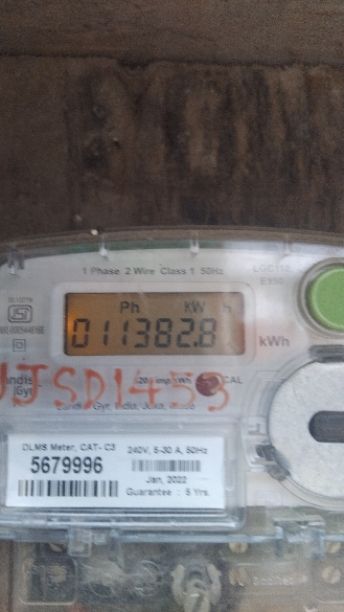 1 Phase 2 Wire Class 1 50Hz
Ph kW h
011382.8
kWh
UJSD1453
DLMS Meter, CAT- C3
5679996
240V, 5-30 A, 50Hz
Jan, 2022
Guarantee : 5 Yrs.